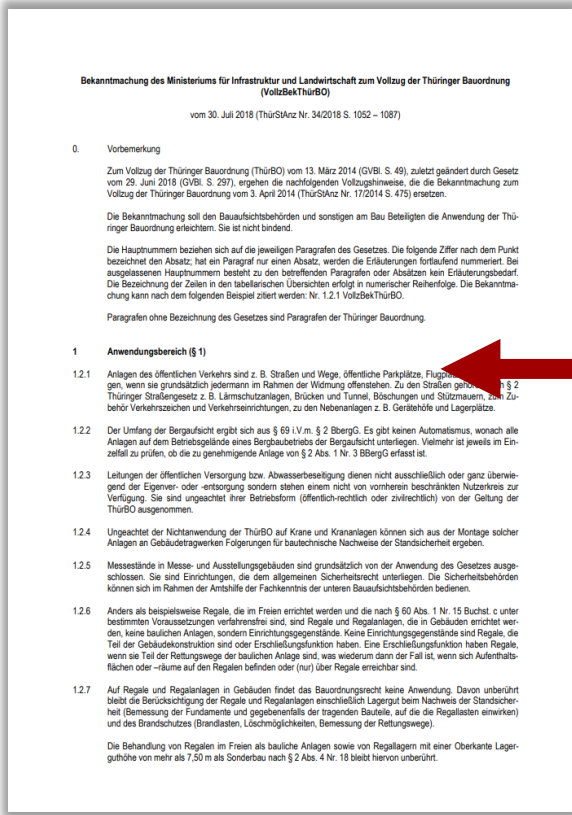 Bekanntmachung des Ministeriums für Infrastruktur und Landwirtschaft zum Vollzug der Thüringer Bauordnung
(VollzBekThürBO)
vom 30. Juli 2018 (ThürStAnz Nr. 34/2018 S. 1052 – 1087)
0. Vorbemerkung
Zum Vollzug der Thüringer Bauordnung (ThürBO) vom 13. März 2014 (GVBl. S. 49), zuletzt geändert durch Gesetz
vom 29. Juni 2018 (GVBl. S. 297), ergehen die nachfolgenden Vollzugshinweise, die die Bekanntmachung zum
Vollzug der Thüringer Bauordnung vom 3. April 2014 (ThürStAnz Nr. 17/2014 S. 475) ersetzen.
Die Bekanntmachung soll den Bauaufsichtsbehörden und sonstigen am Bau Beteiligten die Anwendung der Thü-
ringer Bauordnung erleichtern. Sie ist nicht bindend.
Die Hauptnummern beziehen sich auf die jeweiligen Paragrafen des Gesetzes. Die folgende Ziffer nach dem Punkt
bezeichnet den Absatz; hat ein Paragraf nur einen Absatz, werden die Erläuterungen fortlaufend nummeriert. Bei
ausgelassenen Hauptnummern besteht zu den betreffenden Paragrafen oder Absätzen kein Erläuterungsbedarf.
Die Bezeichnung der Zeilen in den tabellarischen Übersichten erfolgt in numerischer Reihenfolge. Die Bekanntma-
chung kann nach dem folgenden Beispiel zitiert werden: Nr. 1.2.1 VollzBekThürBO.
Paragrafen ohne Bezeichnung des Gesetzes sind Paragrafen der Thüringer Bauordnung.
1 Anwendungsbereich (§ 1)
1.2.1 Anlagen des öffentlichen Verkehrs sind z. B. Straßen und Wege, öffentliche Parkplätze,
gen, wenn sie grundsätzlich jedermann im Rahmen der Widmung offenstehen. Zu den Straßen § 2
Thüringer Straßengesetz z. B. Lärmschutzanlagen, Brücken und Tunnel, Böschungen und Stützmauern, zum Zu-
behör Verkehrszeichen und Verkehrseinrichtungen, zu den Nebenanlagen z. B. Gerätehöfe und Lagerplätze.
1.2.2 Der Umfang der Bergaufsicht ergibt sich aus § 69 i.V.m. § 2 BbergG. Es gibt keinen Automatismus, wonach alle
Anlagen auf dem Betriebsgelände eines Bergbaubetriebs der Bergaufsicht unterliegen. Vielmehr ist jeweils im Ein-
zelfall zu prüfen, ob die zu genehmigende Anlage von § 2 Abs. 1 Nr. 3 BBergG erfasst ist.
1.2.3 Leitungen der öffentlichen Versorgung bzw. Abwasserbeseitigung dienen nicht ausschließlich oder ganz überwie-
gend der Eigenver- oder -entsorgung sondern stehen einem nicht von vornherein beschränkten Nutzerkreis zur
Verfügung. Sie sind ungeachtet ihrer Betriebsform (öffentlich-rechtlich oder zivilrechtlich) von der Geltung der
ThürBO ausgenommen.
1.2.4 Ungeachtet der Nichtanwendung der ThürBO auf Krane und Krananlagen können sich aus der Montage solcher
Anlagen an Gebäudetragwerken Folgerungen für bautechnische Nachweise der Standsicherheit ergeben.
1.2.5 Messestände in Messe- und Ausstellungsgebäuden sind grundsätzlich von der Anwendung des Gesetzes ausge-
schlossen. Sie sind Einrichtungen, die dem allgemeinen Sicherheitsrecht unterliegen. Die Sicherheitsbehörden
können sich im Rahmen der Amtshilfe der Fachkenntnis der unteren Bauaufsichtsbehörden bedienen.
1.2.6 Anders als beispielsweise Regale, die im Freien errichtet werden und die nach § 60 Abs. 1 Nr. 15 Buchst. c unter
bestimmten Voraussetzungen verfahrensfrei sind, sind Regale und Regalanlagen, die in Gebäuden errichtet wer-
den, keine baulichen Anlagen, sondern Einrichtungsgegenstände. Keine Einrichtungsgegenstände sind Regale, die
Teil der Gebäudekonstruktion sind oder Erschließungsfunktion haben. Eine Erschließungsfunktion haben Regale,
wenn sie Teil der Rettungswege der baulichen Anlage sind, was wiederum dann der Fall ist, wenn sich Aufenthalts-
flächen oder –räume auf den Regalen befinden oder (nur) über Regale erreichbar sind.
1.2.7 Auf Regale und Regalanlagen in Gebäuden findet das Bauordnungsrecht keine Anwendung. Davon unberührt
bleibt die Berücksichtigung der Regale und Regalanlagen einschließlich Lagergut beim Nachweis der Standsicher-
heit (Bemessung der Fundamente und gegebenenfalls der tragenden Bauteile, auf die die Regallasten einwirken)
und des Brandschutzes (Brandlasten, Löschmöglichkeiten, Bemessung der Rettungswege).
Die Behandlung von Regalen im Freien als bauliche Anlagen sowie von Regallagern mit einer Oberkante Lager-
guthöhe von mehr als 7,50 m als Sonderbau nach § 2 Abs. 4 Nr. 18 bleibt hiervon unberührt.